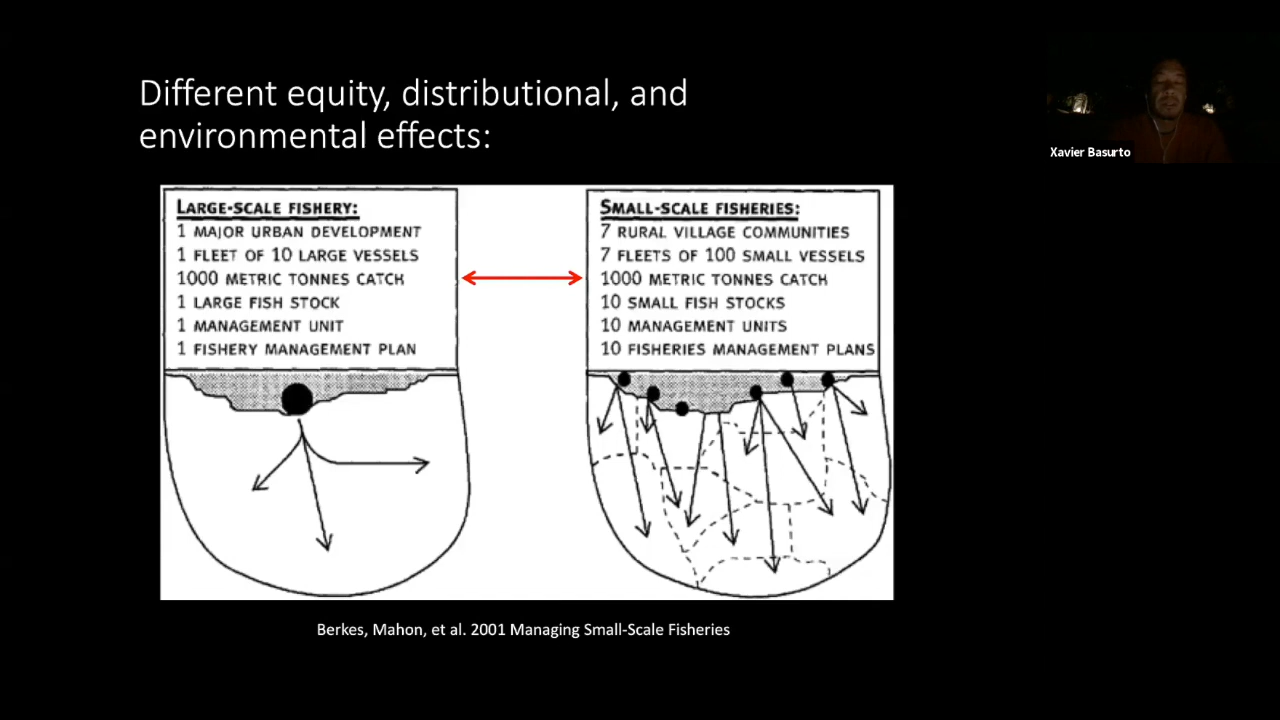 Different equity, distributional, and
environmental effects:
Xavier Basurto
LARGE-SCALE FISHERY:
1 MAJOR URBAN DEVELOPMENT
1 FLEET OF 10 LARGE VESSELS
1000 METRIC TONNES CATCH
1 LARGE FISH STOCK
1 MANAGEMENT UNIT
1 FISHERY MANAGEMENT PLAN
SMALL-SCALE FISHERIES:
7 RURAL VILLAGE COMMUNITIES
7 FLEETS OF 100 SMALL VESSELS
1000 METRIC TONNES CATCH
10 SMALL FISH STOCKS
10 MANAGEMENT UNITS
10 FISHERIES MANAGEMENT PLANS
Berkes, Mahon, et al. 2001 Managing Small-Scale Fisheries